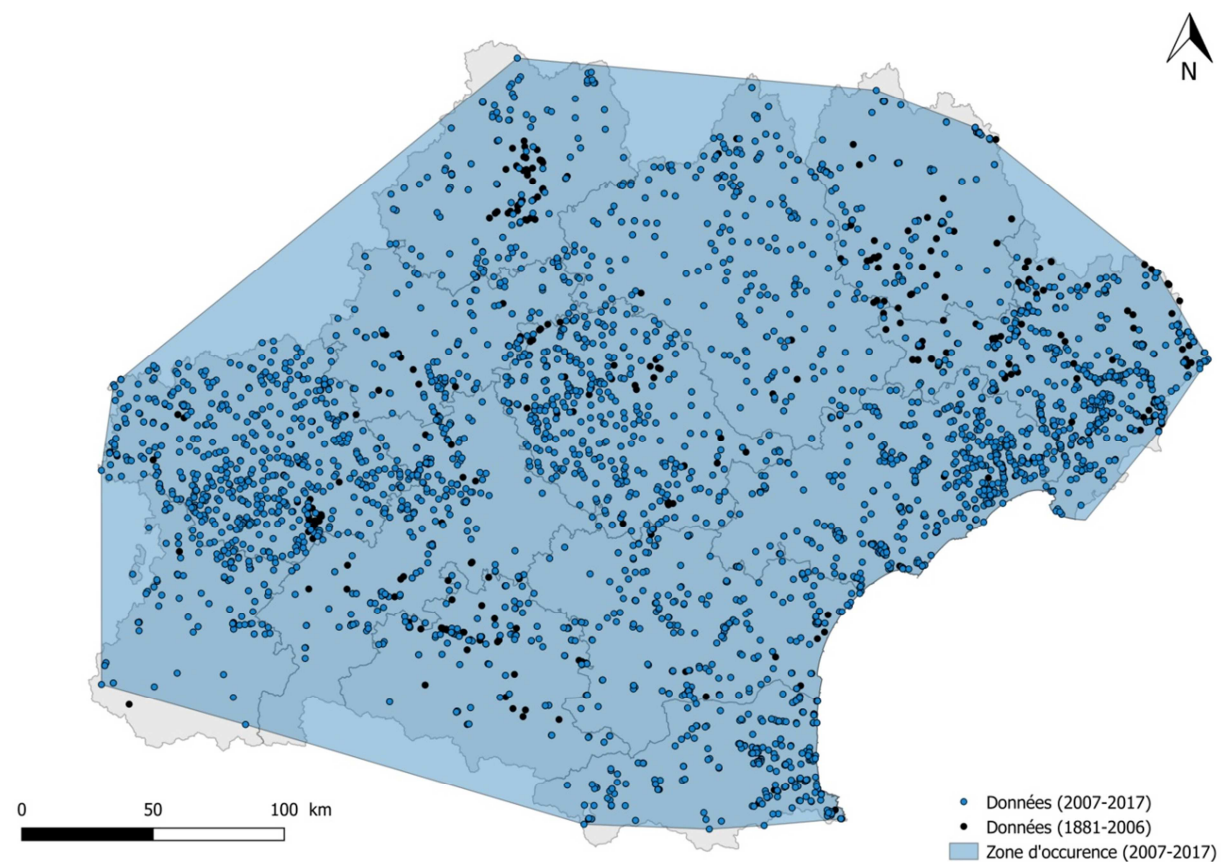 N
0 50 100 km
Données (2007-2017)
Données (1881-2006)
Zone d'occurence (2007-2017)